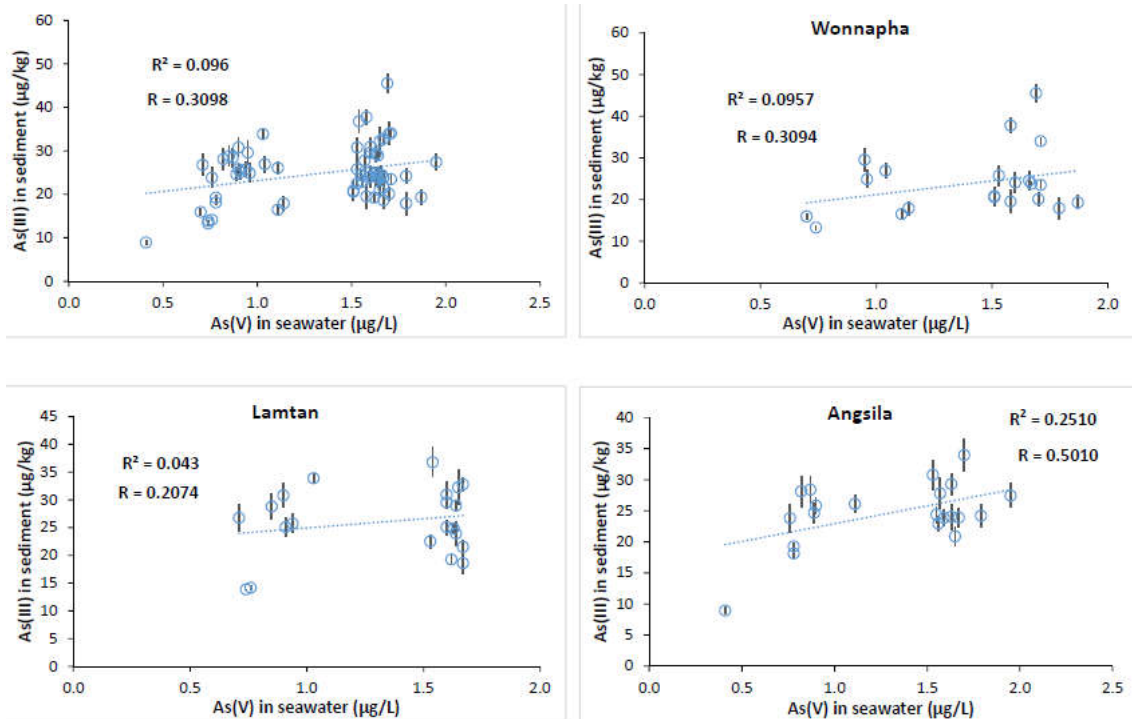 60
50
40
30
20
10
0
As(III) in sediment (µg/kg)
R² = 0.096
R = 0.3098
0.0 0.5 1.0 1.5 2.0 2.5
As(V) in seawater (µg/L)
Wonnapha
60
50
40
30
20
10
0
As(III) in sediment (µg/kg)
R² = 0.0957
R = 0.3094
0.0 0.5 1.0 1.5 2.0
As(V) in seawater (µg/L)
Lamtan
45
40
35
30
25
20
15
10
5
0
As(III) in sediment (µg/kg)
R² = 0.043
R = 0.2074
0.0 0.5 1.0 1.5 2.0
As(V) in seawater (µg/L)
Angsila
40
35
30
25
20
15
10
5
0
As(III) in sediment (µg/kg)
R² = 0.2510
R = 0.5010
0.0 0.5 1.0 1.5 2.0 2.5
As(V) in seawater (µg/L)